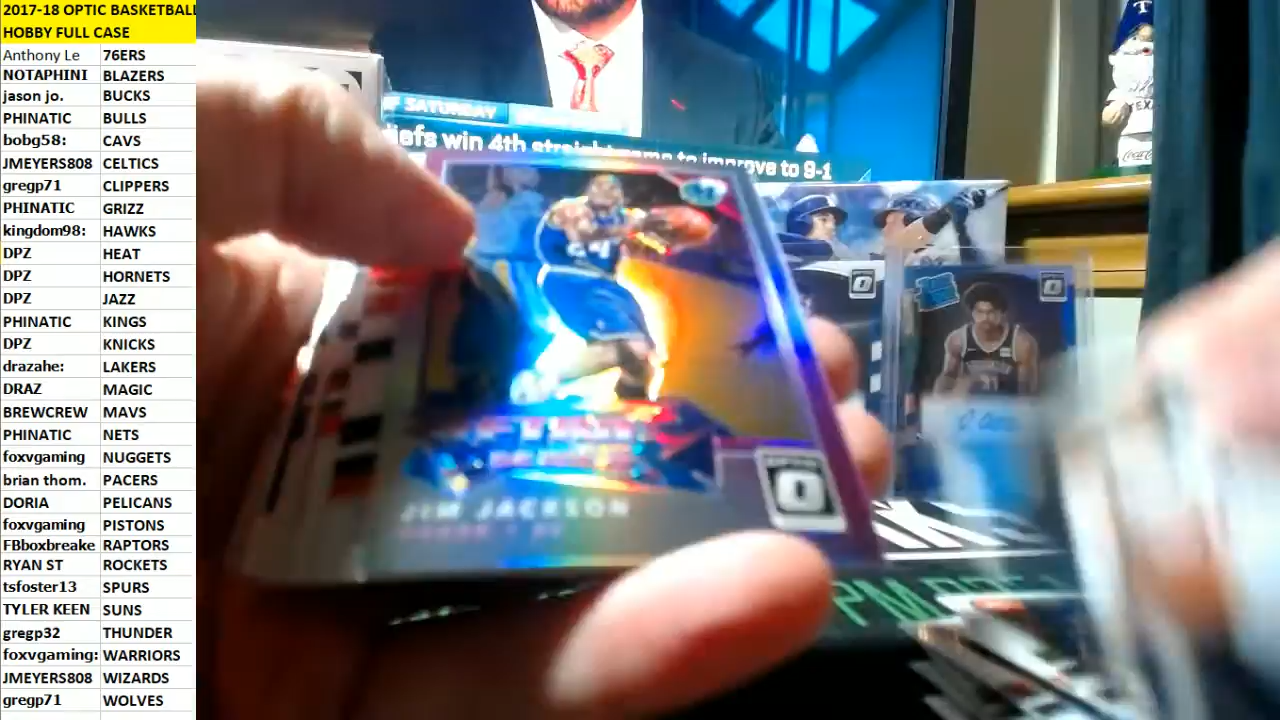 2017-18 OPTIC BASKETBALL
HOBBY FULL CASE
Anthony Le 76ERS
NOTAPHINI BLAZERS
jason jo. BUCKS
PHINATIC BULLS
bobg58: CAVS
JMEYERS808 CELTICS
gregp71 CLIPPERS
PHINATIC GRIZZ
kingdom98: HAWKS
DPZ HEAT
DPZ HORNETS
DPZ JAZZ
PHINATIC KINGS
DPZ KNICKS
drazahe: LAKERS
DRAZ MAGIC
BREWCREW MAVS
PHINATIC NETS
foxvgaming NUGGETS
brian thom. PACERS
DORIA PELICANS
foxvgaming PISTONS
FBboxbreake RAPTORS
RYAN ST ROCKETS
tsfoster13 SPURS
TYLER KEEN SUNS
gregp32 THUNDER
foxvgaming: WARRIORS
JMEYERS808 WIZARDS
gregp71 WOLVES
SATURDAY
iefs win 4th straight game to improve to 9-1
JIM JACKSON
PM
Coca